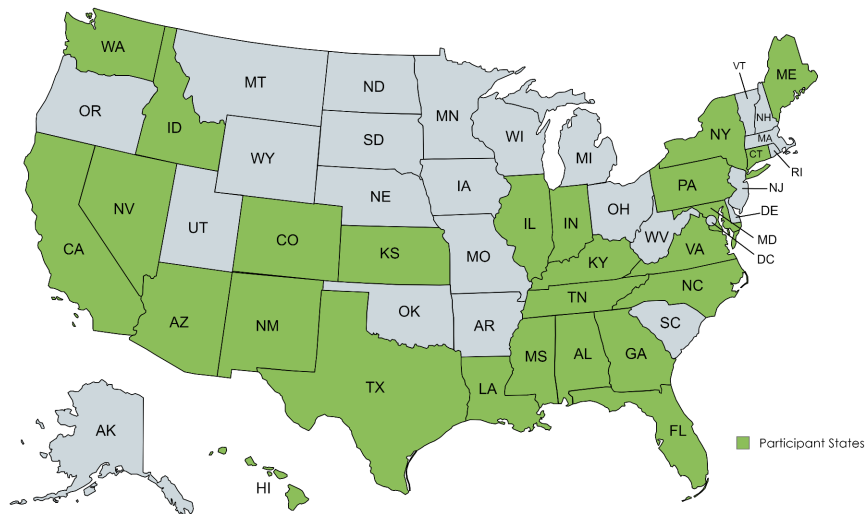 WA
VT
ME
MT
ND
OR
MN
NH
ID
WI
NY
MA
SD
CT
WY
MI
RI
PA
IA
NJ
NE
NV
OH
DE
UT
IL
IN
CO
WV
MD
CA
VA
KS
MO
DC
KY
NC
TN
OK
AZ
NM
AR
SC
MS
AL
GA
TX
LA
AK
FL
Participant States
HI